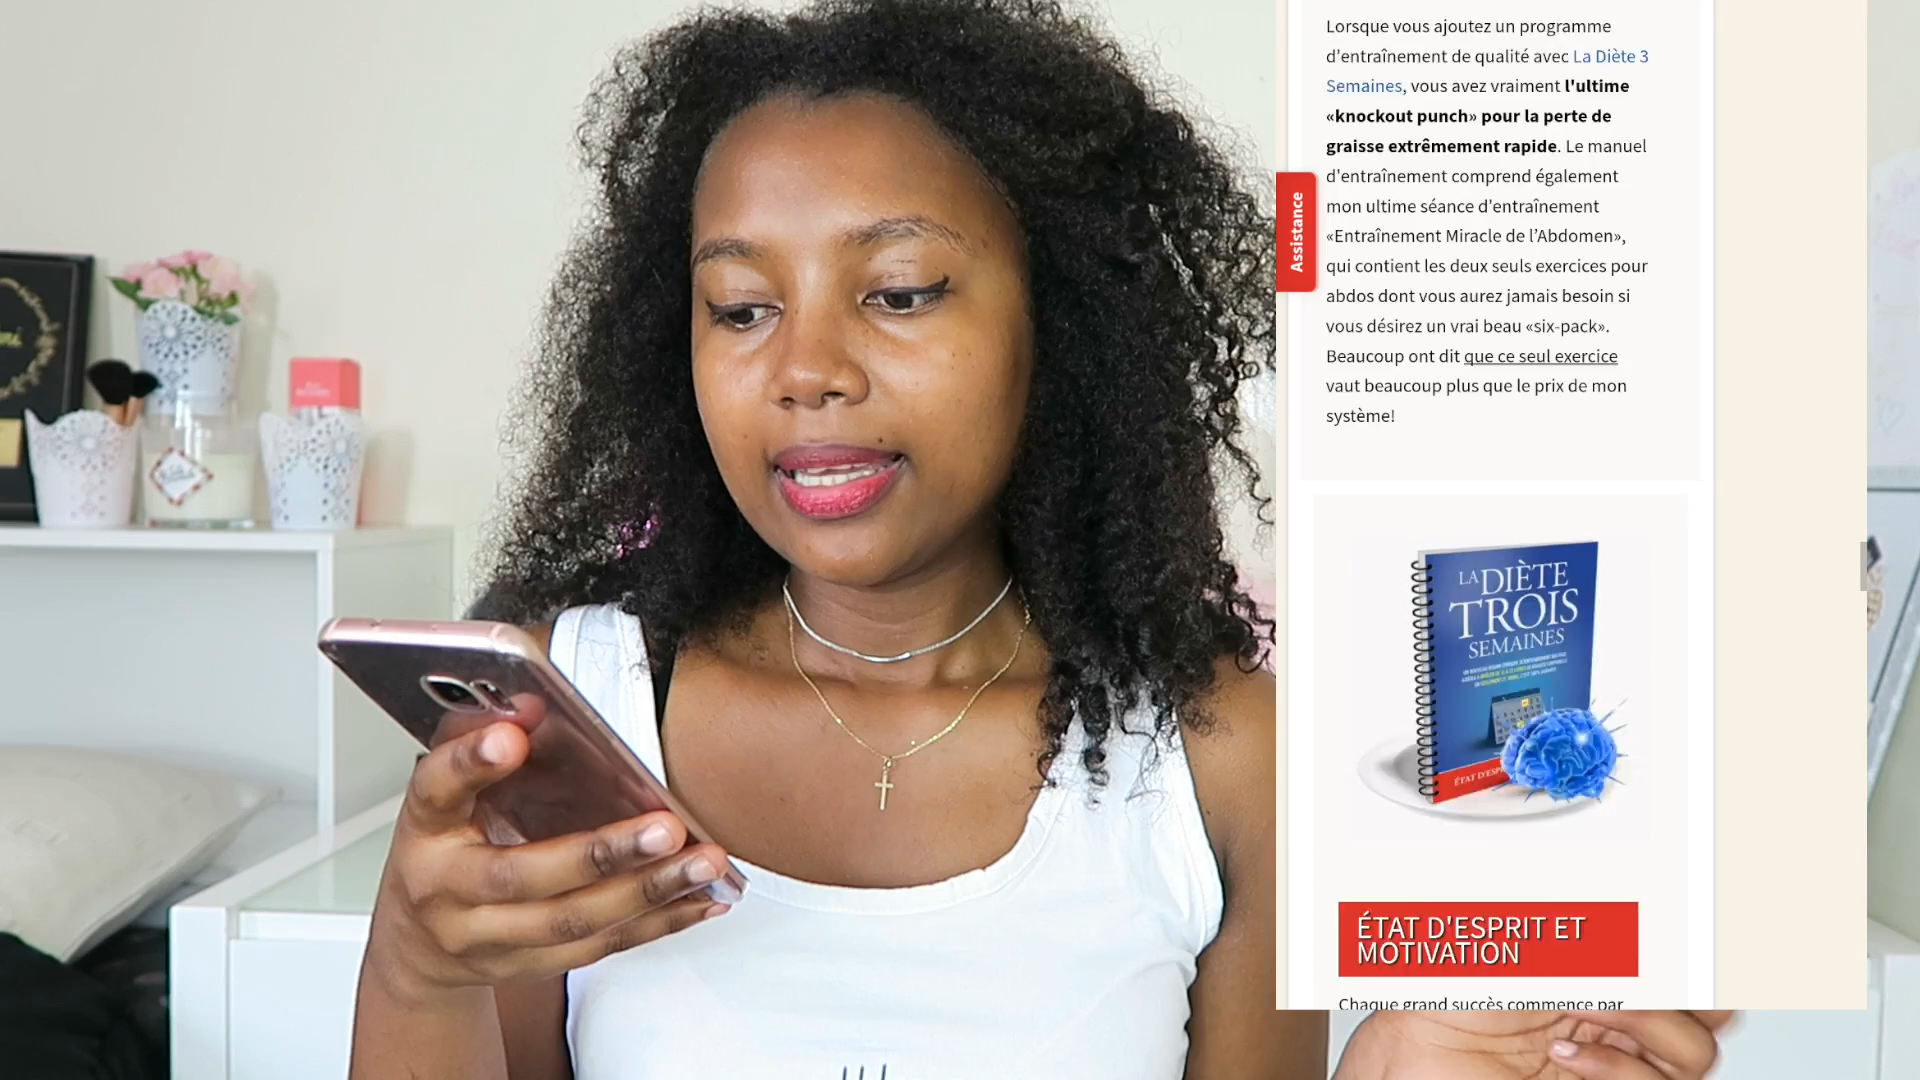 Lorsque vous ajoutez un programme
d'entraînement de qualité avec La Diète 3
Semaines, vous avez vraiment l'ultime
«knockout punch» pour la perte de
graisse extrêmement rapide. Le manuel
d'entraînement comprend également
mon ultime séance d'entraînement
«Entraînement Miracle de l’Abdomen»,
qui contient les deux seuls exercices pour
abdos dont vous aurez jamais besoin si
vous désirez un vrai beau «six-pack».
Beaucoup ont dit que ce seul exercice
vaut beaucoup plus que le prix de mon
système!
Assistance
LA DIÈTE
TROIS
SEMAINES
ÉTAT D'ESPRIT ET
MOTIVATION
Chaque grand succès commence par